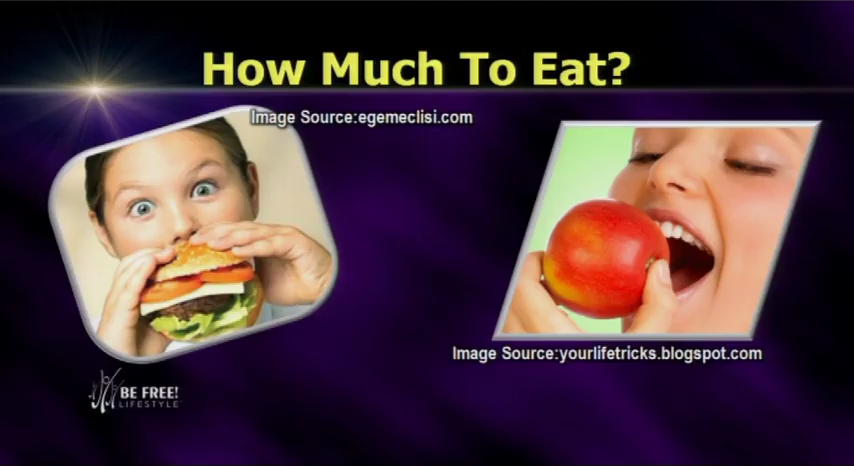 How Much To Eat?
Image Source:egemeclisi.com
Image Source:yourlifetricks.blogspot.com
BE FREE!
LIFESTYLE